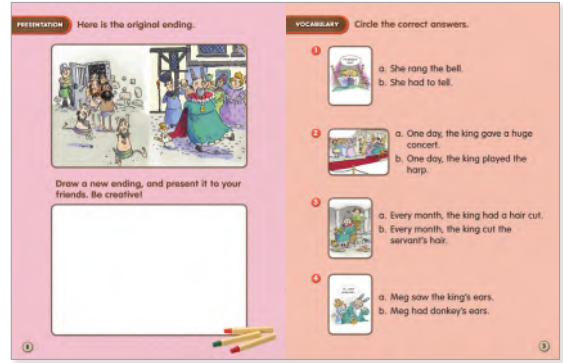 PRESENTATION
Here is the original ending.
Draw a new ending, and present it to your
friends. Be creative!
8
VOCABULARY
Circle the correct answers.
1
a. She rang the bell.
b. She had to tell.
2
a. One day, the king gave a huge
concert.
b. One day, the king played the
harp.
3
a. Every month, the king had a hair cut.
b. Every month, the king cut the
servant's hair.
4
a. Meg saw the king's ears.
b. Meg had donkey's ears.